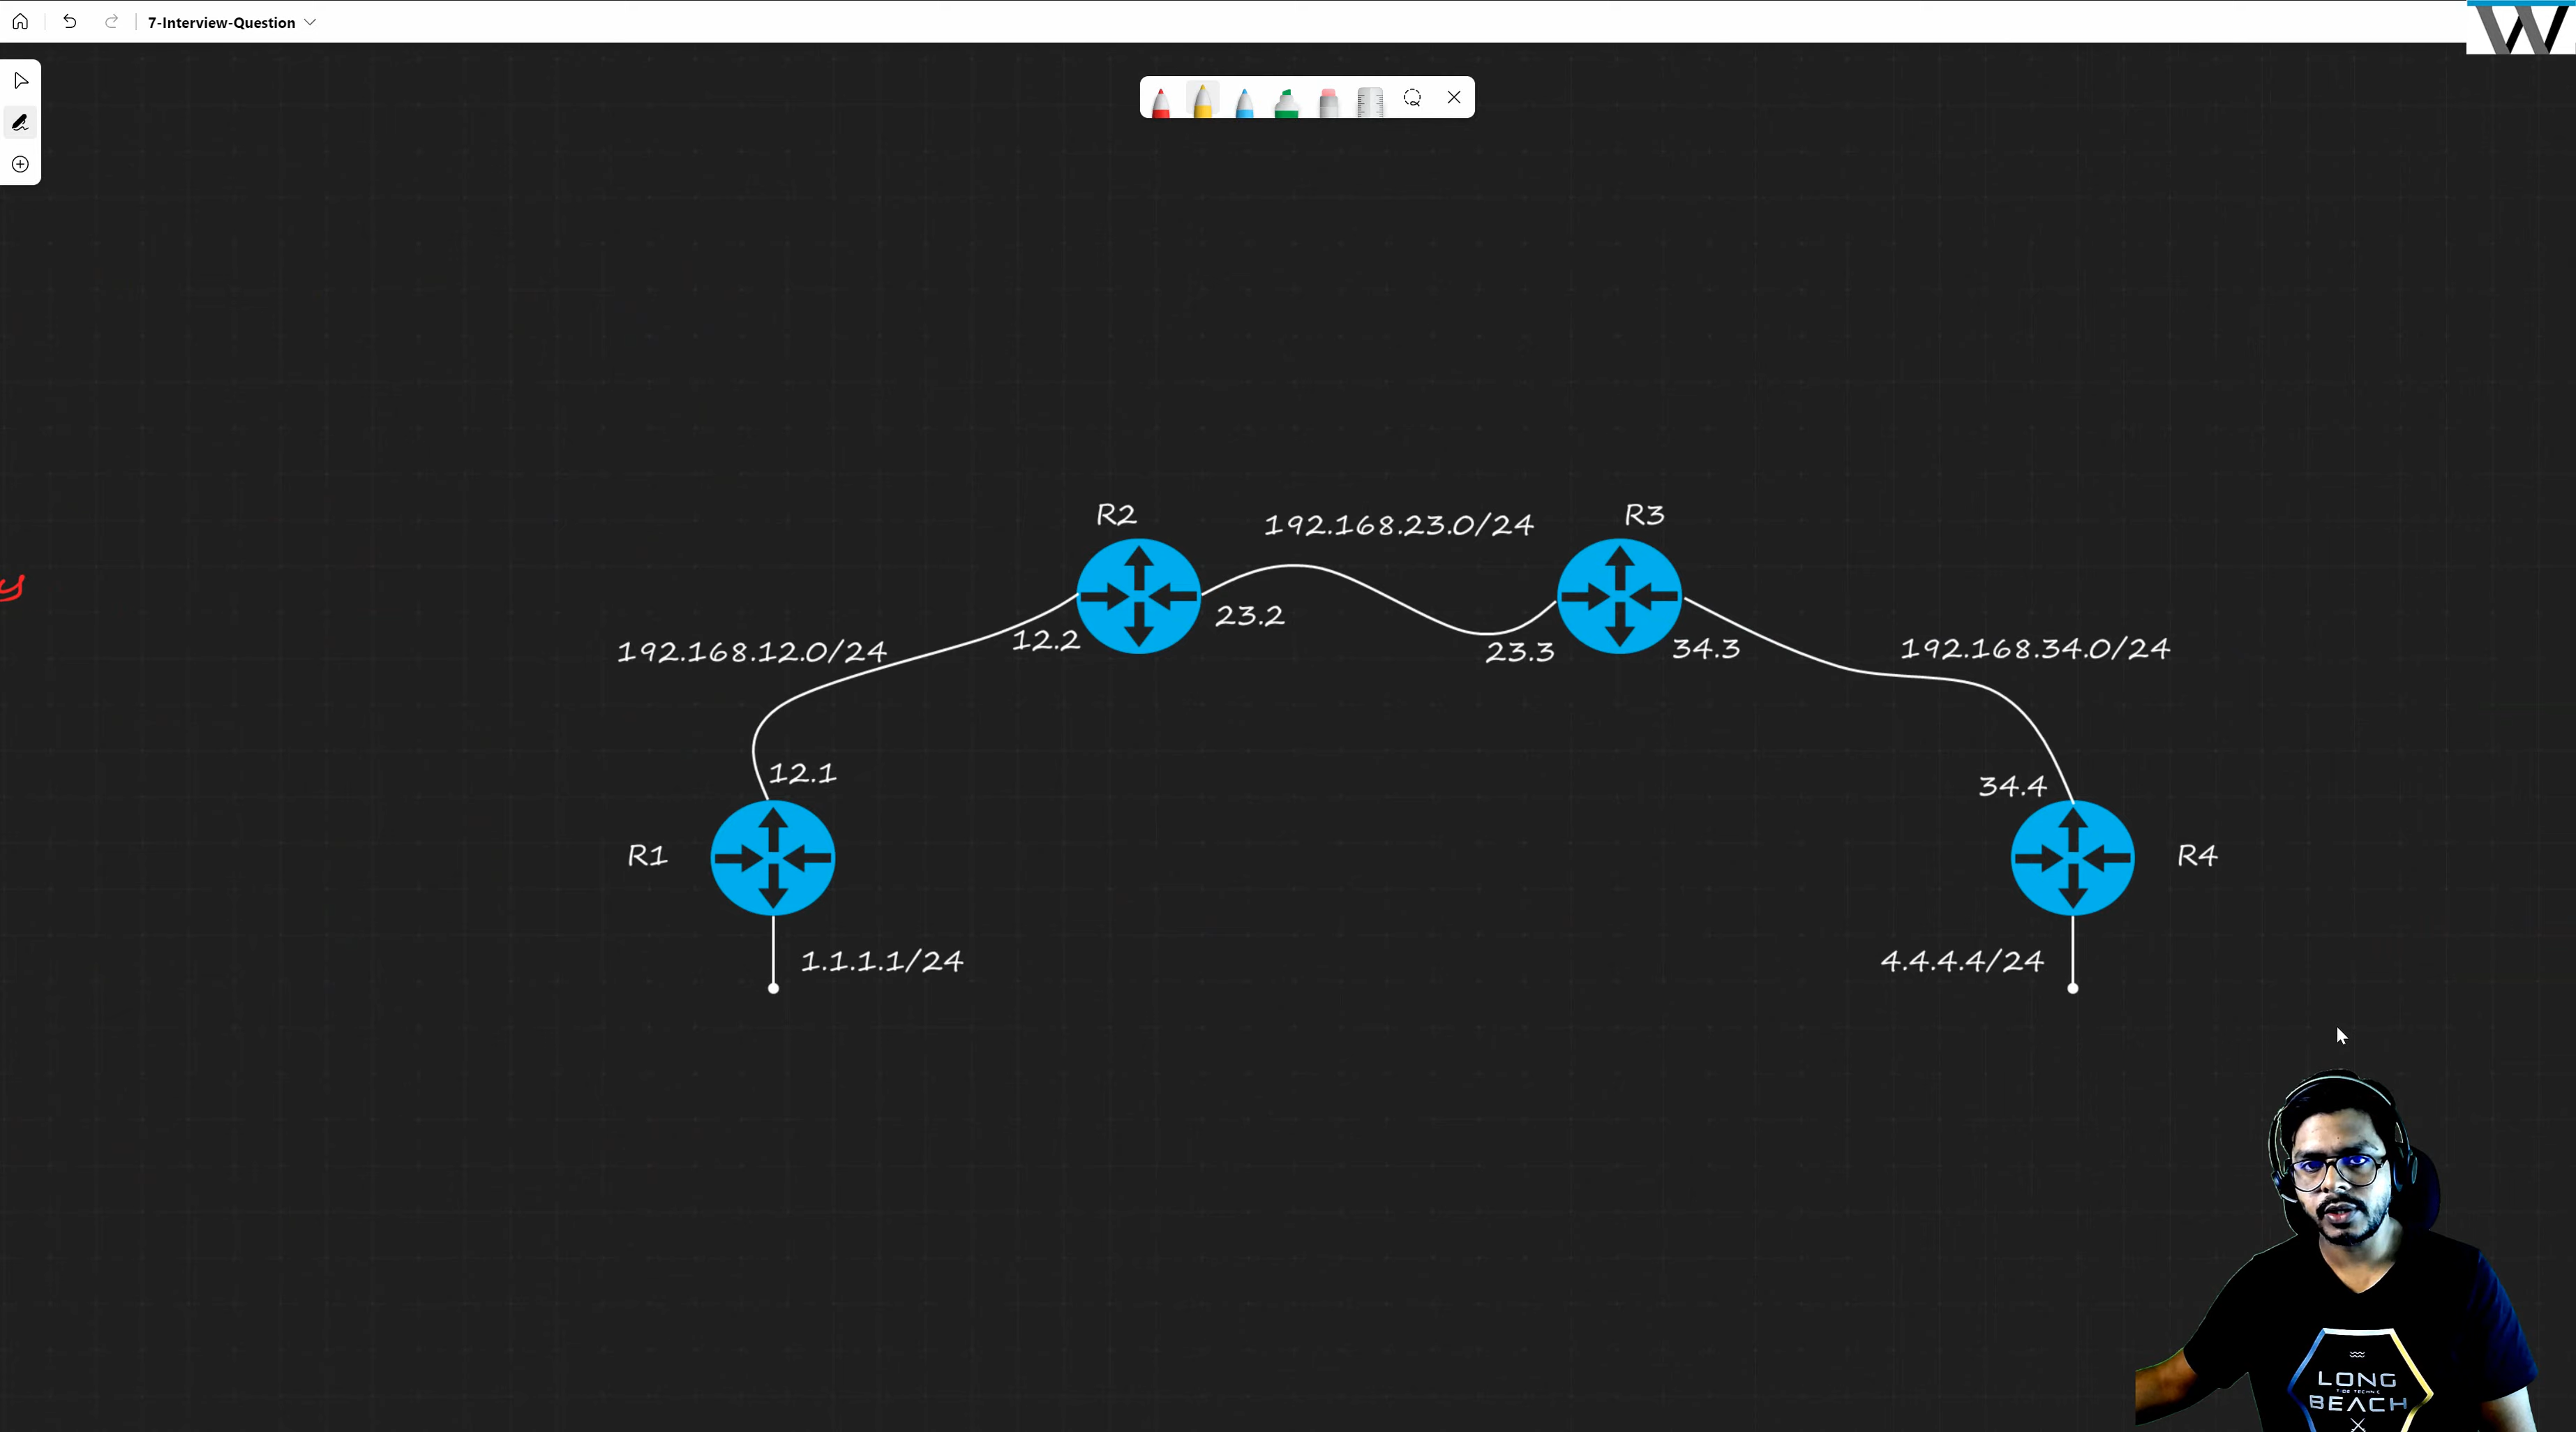 7-Interview-Question
W
R2
192.168.23.0/24
R3
y
23.2
12.2
192.168.12.0/24
23.3
34.3
192.168.34.0/24
12.1
34.4
R1
R4
1.1.1.1/24
4.4.4.4/24
LONG
BEACH